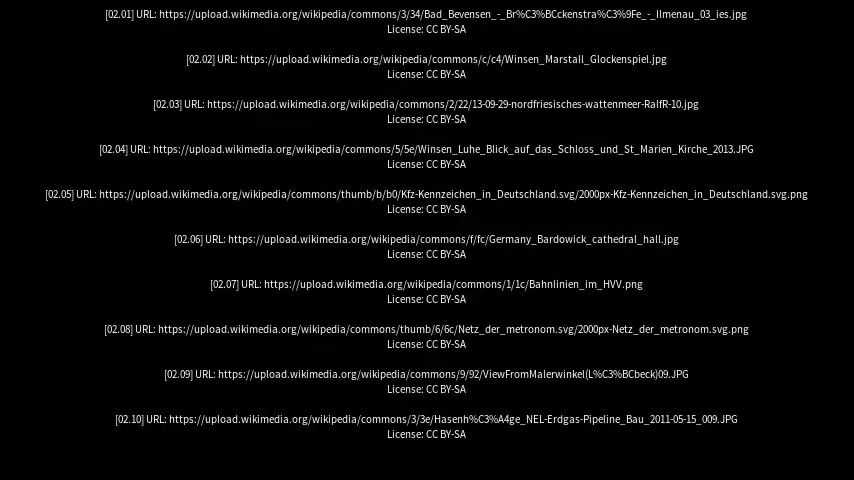 [02.01] URL: https://upload.wikimedia.org/wikipedia/commons/3/34/Bad_Bevensen_-_Br%C3%BCckenstra%C3%9Fe_-_Ilmenau_03_ies.jpg
License: CC BY-SA
[02.02] URL: https://upload.wikimedia.org/wikipedia/commons/c/c4/Winsen_Marstall_Glockenspiel.jpg
License: CC BY-SA
[02.03] URL: https://upload.wikimedia.org/wikipedia/commons/2/22/13-09-29-nordfriesisches-wattenmeer-RalfR-10.jpg
License: CC BY-SA
[02.04] URL: https://upload.wikimedia.org/wikipedia/commons/5/5e/Winsen_Luhe_Blick_auf_das_Schloss_und_St_Marien_Kirche_2013.JPG
License: CC BY-SA
[02.05] URL: https://upload.wikimedia.org/wikipedia/commons/thumb/b/b0/Kfz-Kennzeichen_in_Deutschland.svg/2000px-Kfz-Kennzeichen_in_Deutschland.svg.png
License: CC BY-SA
[02.06] URL: https://upload.wikimedia.org/wikipedia/commons/f/fc/Germany_Bardowick_cathedral_hall.jpg
License: CC BY-SA
[02.07] URL: https://upload.wikimedia.org/wikipedia/commons/1/1c/Bahnlinien_im_HVV.png
License: CC BY-SA
[02.08] URL: https://upload.wikimedia.org/wikipedia/commons/thumb/6/6c/Netz_der_metronom.svg/2000px-Netz_der_metronom.svg.png
License: CC BY-SA
[02.09] URL: https://upload.wikimedia.org/wikipedia/commons/9/92/ViewFromMalerwinkel(L%C3%BCbeck)09.JPG
License: CC BY-SA
[02.10] URL: https://upload.wikimedia.org/wikipedia/commons/3/3e/Hasenh%C3%A4ge_NEL-Erdgas-Pipeline_Bau_2011-05-15_009.JPG
License: CC BY-SA